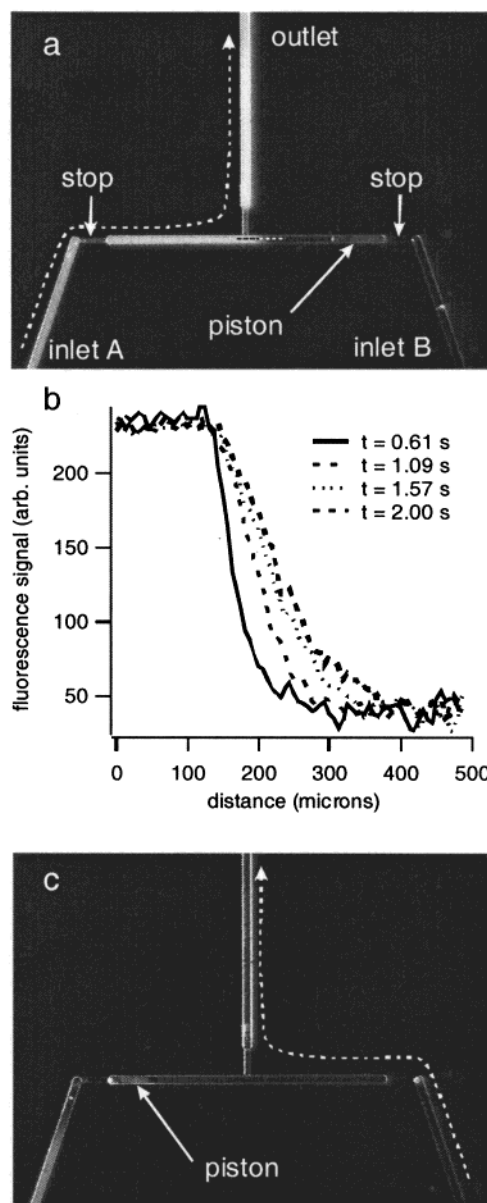 a
outlet
stop
stop
piston
inlet A
inlet B
b
fluorescence signal (arb. units)
200
150
100
50
t = 0.61 s
t = 1.09 s
t = 1.57 s
t = 2.00 s
0
100
200
300
400
500
distance (microns)
c
piston